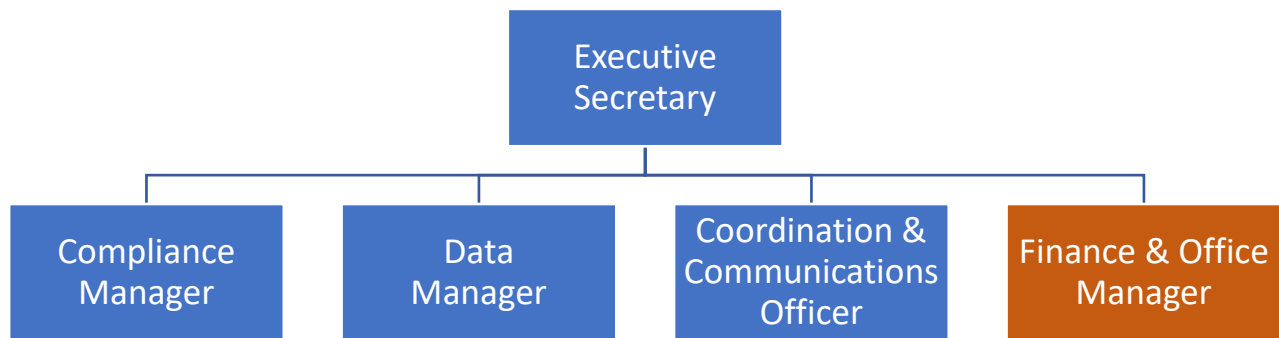 Executive
Secretary
Compliance
Manager
Data
Manager
Coordination &
Communications
Officer
Finance & Office
Manager